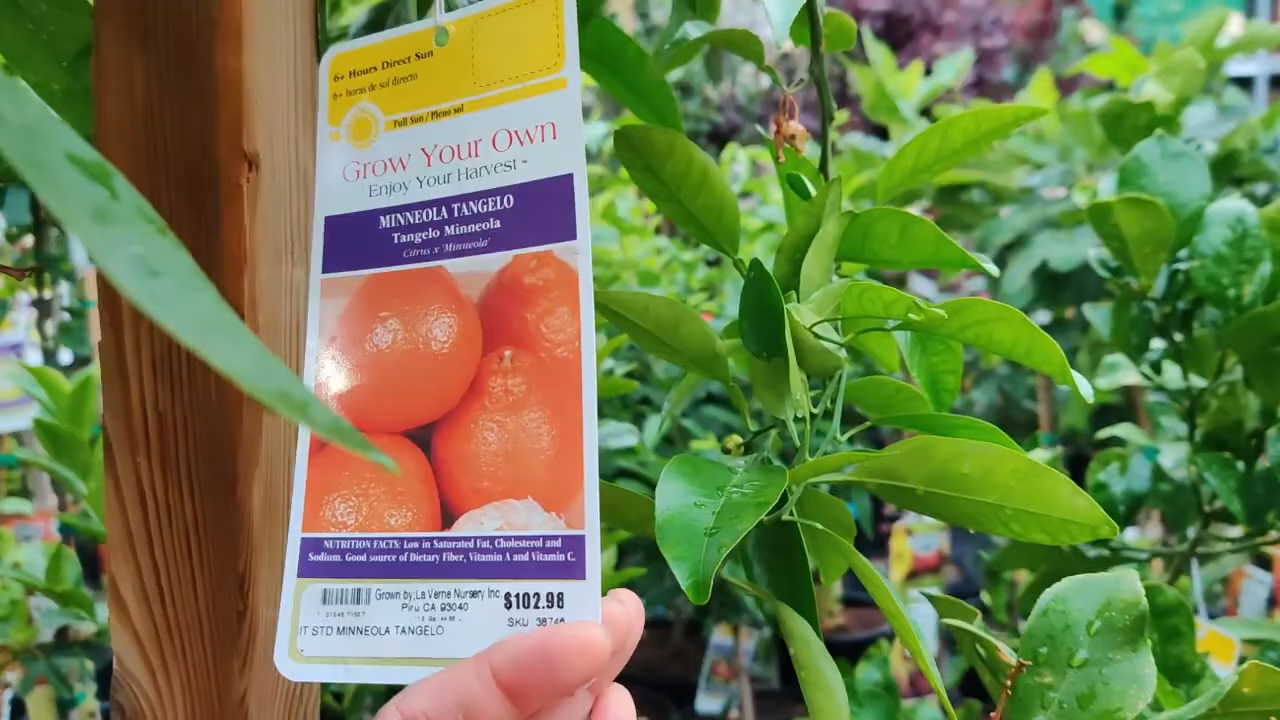 6+ Hours Direct Sun
6+ horas de sol directo
Full Sun / Pleno sol
Grow Your Own
Enjoy Your Harvest™
MINNEOLA TANGELO
Tangelo Minneola
Citrus x 'Minneola'
NUTRITION FACTS: Low in Saturated Fat, Cholesterol and
Sodium. Good source of Dietary Fiber, Vitamin A and Vitamin C.
Grown by:La Verne Nursery Inc.
Piru CA 93040
$102.98
SKU
IT STD MINNEOLA TANGELO